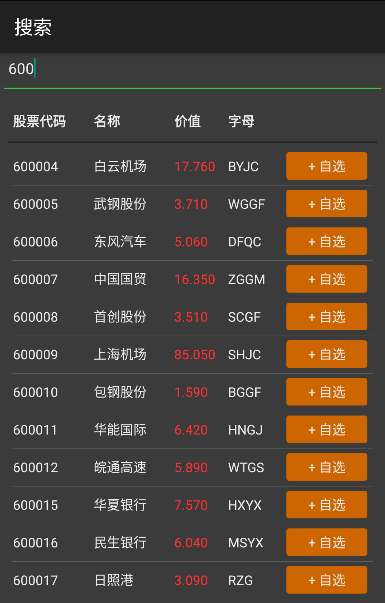 搜索
600
股票代码 名称 价值 字母
600004 白云机场 17.760 BYJC + 自选
600005 武钢股份 3.710 WGGF + 自选
600006 东风汽车 5.060 DFQC + 自选
600007 中国国贸 16.350 ZGGM + 自选
600008 首创股份 3.510 SCGF + 自选
600009 上海机场 85.050 SHJC + 自选
600010 包钢股份 1.590 BGGF + 自选
600011 华能国际 6.420 HNGJ + 自选
600012 皖通高速 5.890 WTGS + 自选
600015 华夏银行 7.570 HXYX + 自选
600016 民生银行 6.040 MSYX + 自选
600017 日照港 3.090 RZG + 自选